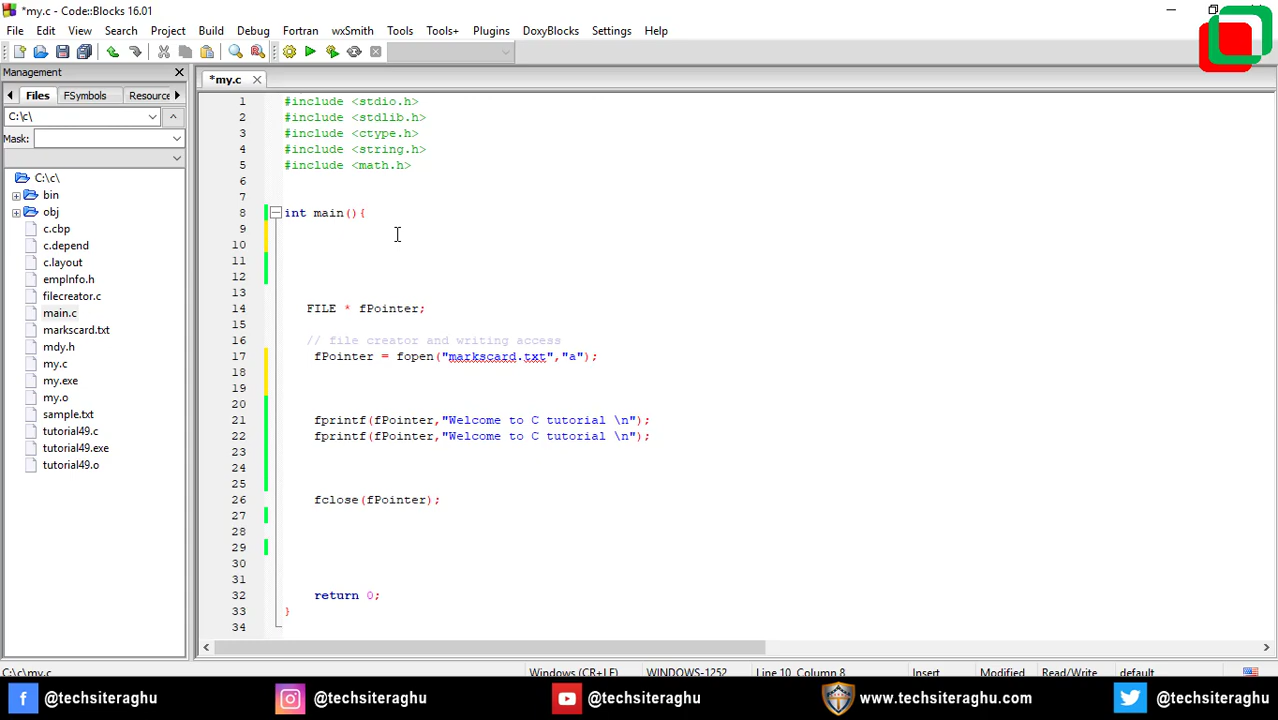 *my.c - Code::Blocks 16.01
File Edit View Search Project Build Debug Fortran wxSmith Tools Tools+ Plugins DoxyBlocks Settings Help
Management
*my.c
Files FSymbols Resource
C:\c\
Mask:
C:\c\
bin
obj
c.cbp
c.depend
c.layout
empInfo.h
filecreator.c
main.c
markscard.txt
mdy.h
my.c
my.exe
my.o
sample.txt
tutorial49.c
tutorial49.exe
tutorial49.o
1 #include <stdio.h>
2 #include <stdlib.h>
3 #include <ctype.h>
4 #include <string.h>
5 #include <math.h>
6
7
8 int main(){
9
10
11
12
13
14 FILE * fPointer;
15
16 // file creator and writing access
17 fPointer = fopen("markscard.txt","a");
18
19
20
21 fprintf(fPointer,"Welcome to C tutorial \n");
22 fprintf(fPointer,"Welcome to C tutorial \n");
23
24
25
26 fclose(fPointer);
27
28
29
30
31
32 return 0;
33 }
34
C:\c\my.c Windows (CR+LF) WINDOWS-1252 Line 10, Column 8 Insert Modified Read/Write default
@techsiteraghu @techsiteraghu @techsiteraghu www.techsiteraghu.com @techsiteraghu